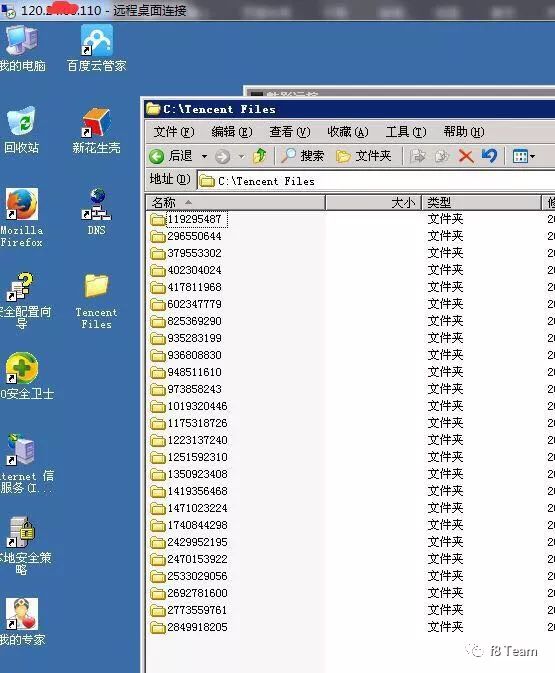 110 - 远程桌面连接
我的电脑
百度云管家
回收站
新花生壳
Mozilla
Firefox
DNS
安全配置向
导
Tencent
Files
安全卫士
Internet 信
服务(I...
本地安全策
略
我的专家
C:\Tencent Files
文件(F) 编辑(E) 查看(V) 收藏(A) 工具(T) 帮助(H)
后退 搜索 文件夹
地址(D) C:\Tencent Files
名称 大小 类型
119295487 文件夹
296550644 文件夹
379553302 文件夹
402304024 文件夹
417811968 文件夹
602347779 文件夹
825369290 文件夹
935283199 文件夹
936808830 文件夹
948511610 文件夹
973858243 文件夹
1019320446 文件夹
1175318726 文件夹
1223137240 文件夹
1251592310 文件夹
1350923408 文件夹
1419356468 文件夹
1471023224 文件夹
1740844298 文件夹
2429952195 文件夹
2470153922 文件夹
2533029056 文件夹
2692781600 文件夹
2773559761 文件夹
2849918205 文件夹
f8 Team